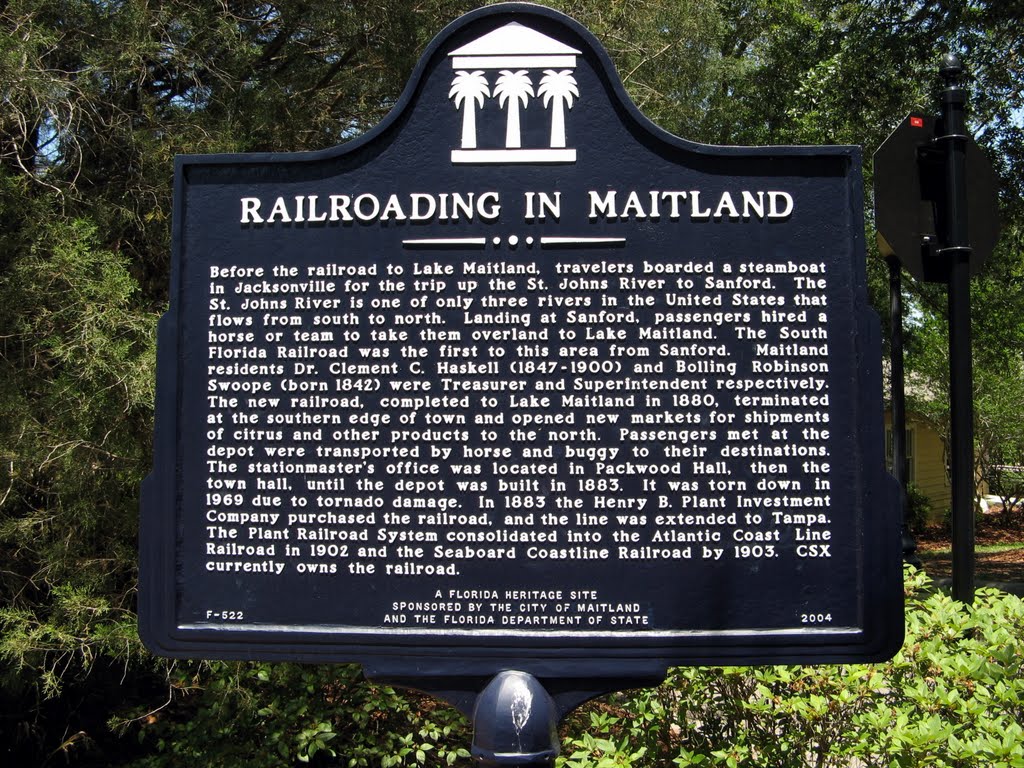 RAILROADING IN MAITLAND
Before the railroad to Lake Maitland, travelers boarded a steamboat
in Jacksonville for the trip up the St. Johns River to Sanford. The
St. Johns River is one of only three rivers in the United States that
flows from south to north. Landing at Sanford, passengers hired a
horse or team to take them overland to Lake Maitland. The South
Florida Railroad was the first to this area from Sanford. Maitland
residents Dr. Clement C. Haskell (1847-1900) and Bolling Robinson
Swoope (born 1842) were Treasurer and Superintendent respectively.
The new railroad, completed to Lake Maitland in 1880, terminated
at the southern edge of town and opened new markets for shipments
of citrus and other products to the north. Passengers met at the
depot were transported by horse and buggy to their destinations.
The stationmaster's office was located in Packwood Hall, then the
town hall, until the depot was built in 1883. It was torn down in
1969 due to tornado damage. In 1883 the Henry B. Plant Investment
Company purchased the railroad, and the line was extended to Tampa.
The Plant Railroad System consolidated into the Atlantic Coast Line
Railroad in 1902 and the Seaboard Coastline Railroad by 1903. CSX
currently owns the railroad.
A FLORIDA HERITAGE SITE
SPONSORED BY THE CITY OF MAITLAND
AND THE FLORIDA DEPARTMENT OF STATE
F-522
2004